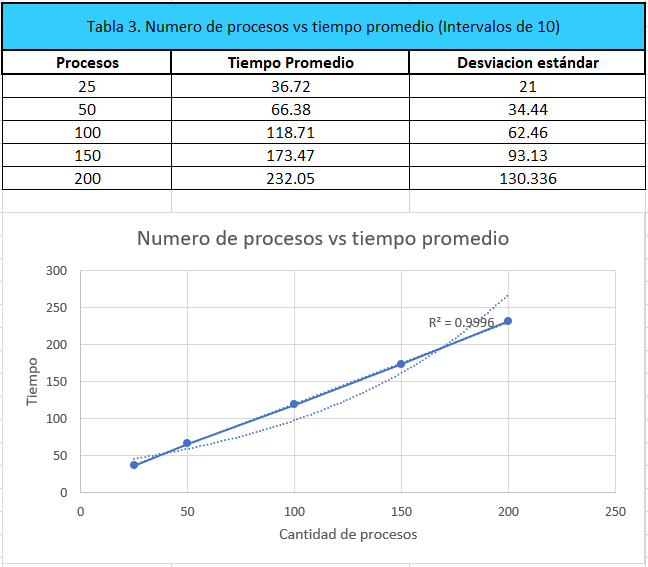 Tabla 3. Numero de procesos vs tiempo promedio (Intervalos de 10)
Procesos Tiempo Promedio Desviacion estándar
25 36.72 21
50 66.38 34.44
100 118.71 62.46
150 173.47 93.13
200 232.05 130.336
Numero de procesos vs tiempo promedio
300
250
R² = 0.9996
200
150
100
50
0
Tiempo
0 50 100 150 200 250
Cantidad de procesos